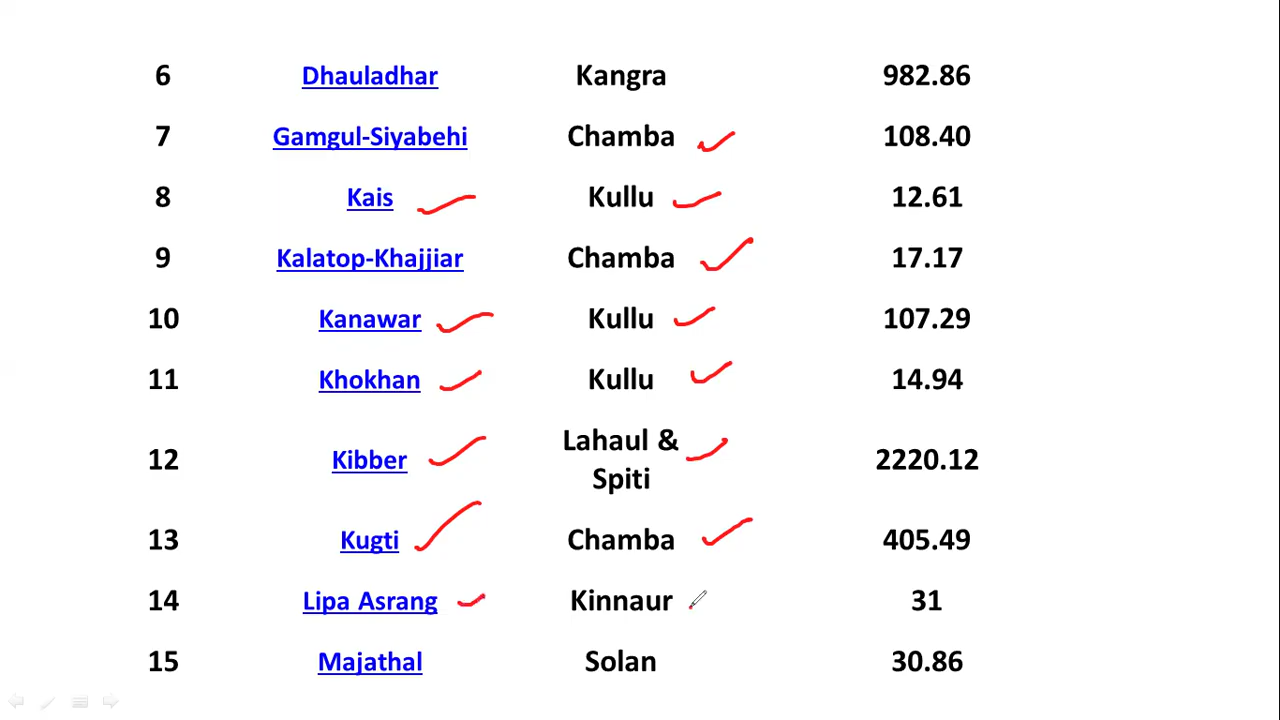 6 Dhauladhar Kangra 982.86
7 Gamgul-Siyabehi Chamba 108.40
8 Kais Kullu 12.61
9 Kalatop-Khajjiar Chamba 17.17
10 Kanawar Kullu 107.29
11 Khokhan Kullu 14.94
12 Kibber Lahaul & 2220.12
Spiti
13 Kugti Chamba 405.49
14 Lipa Asrang Kinnaur 31
15 Majathal Solan 30.86